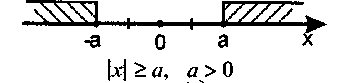 -a 0 a x
|x| ≥ a, a > 0